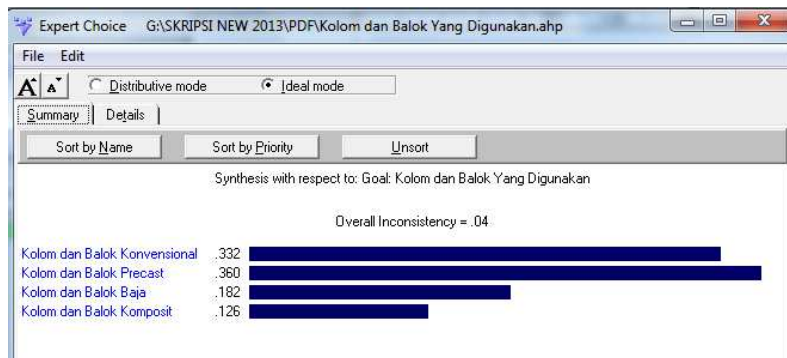 Expert Choice G:\SKRIPSI NEW 2013\PDF\Kolom dan Balok Yang Digunakan.ahp
File Edit
A A Distributive mode Ideal mode
Summary Details
Sort by Name Sort by Priority Unsort
Synthesis with respect to: Goal: Kolom dan Balok Yang Digunakan
Overall Inconsistency = .04
Kolom dan Balok Konvensional .332
Kolom dan Balok Precast .360
Kolom dan Balok Baja .182
Kolom dan Balok Komposit .126